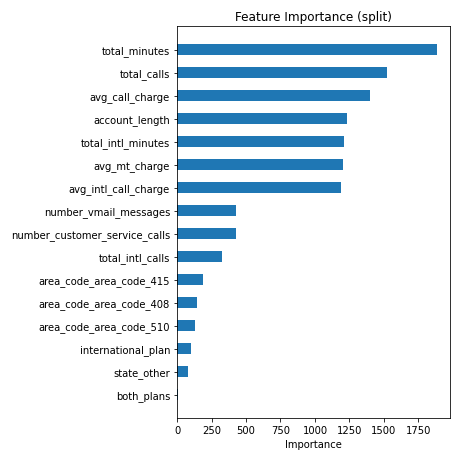 Feature Importance (split)
total_minutes
total_calls
avg_call_charge
account_length
total_intl_minutes
avg_mt_charge
avg_intl_call_charge
number_vmail_messages
number_customer_service_calls
total_intl_calls
area_code_area_code_415
area_code_area_code_408
area_code_area_code_510
international_plan
state_other
both_plans
0 250 500 750 1000 1250 1500 1750
Importance